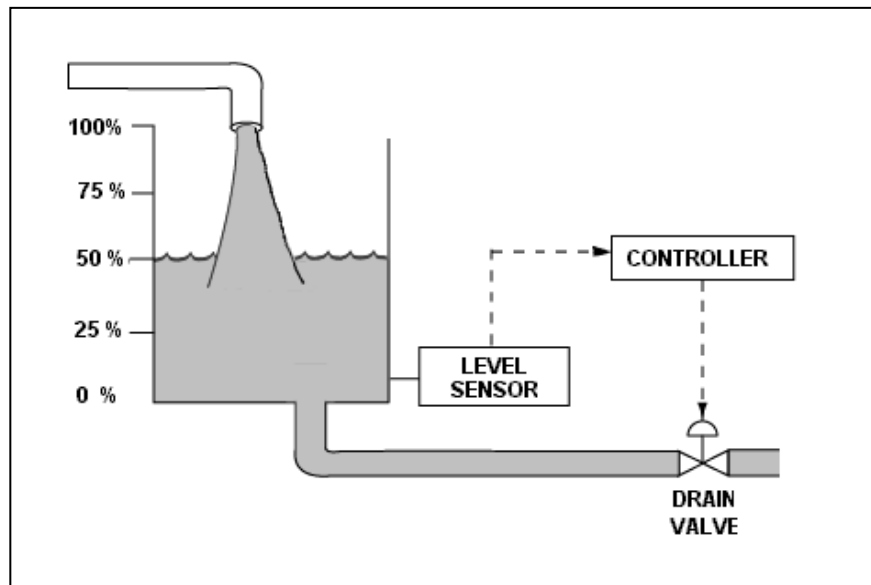 100%
75 %
50 %
25 %
0 %
CONTROLLER
LEVEL
SENSOR
DRAIN
VALVE